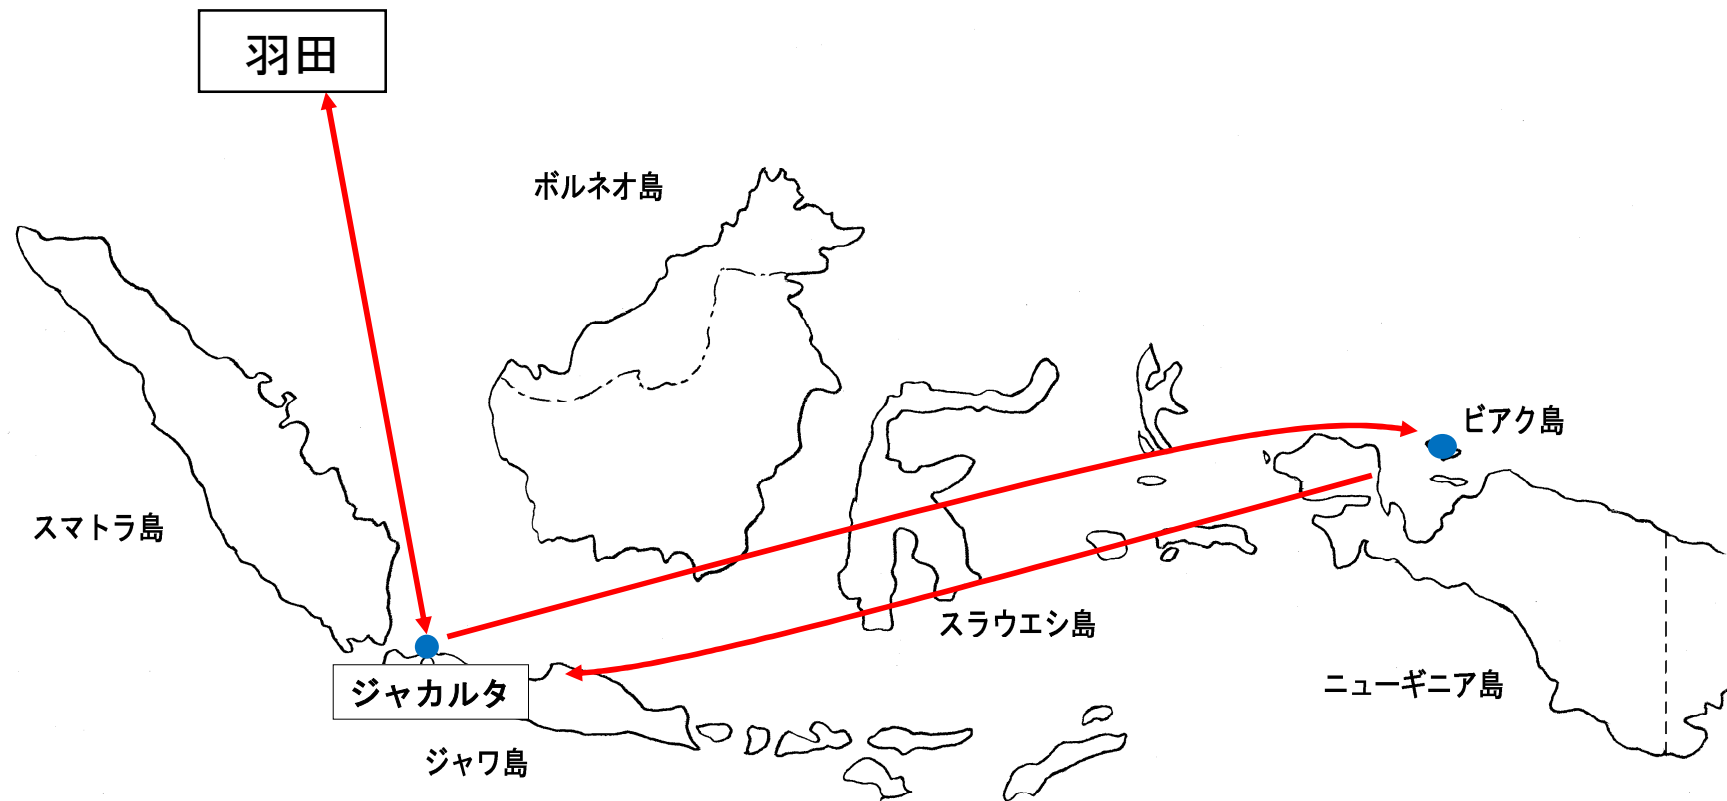 羽田
ボルネオ島
ビアク島
スマトラ島
スラウエシ島
ニューギニア島
ジャカルタ
ジャワ島